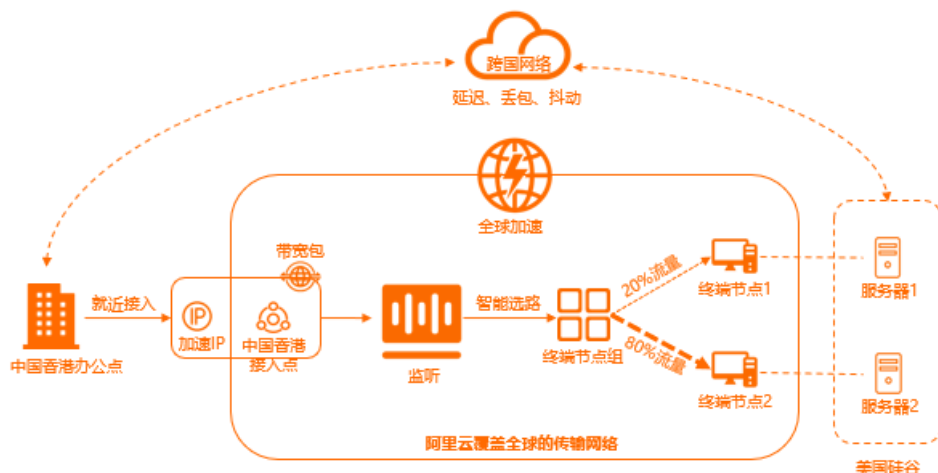 跨国网络
延迟、丢包、抖动
全球加速
带宽包
就近接入
IP
加速IP
中国香港
接入点
中国香港办公点
监听
智能选路
终端节点组
20%流量
80%流量
终端节点1
终端节点2
服务器1
服务器2
阿里云覆盖全球的传输网络
美国硅谷